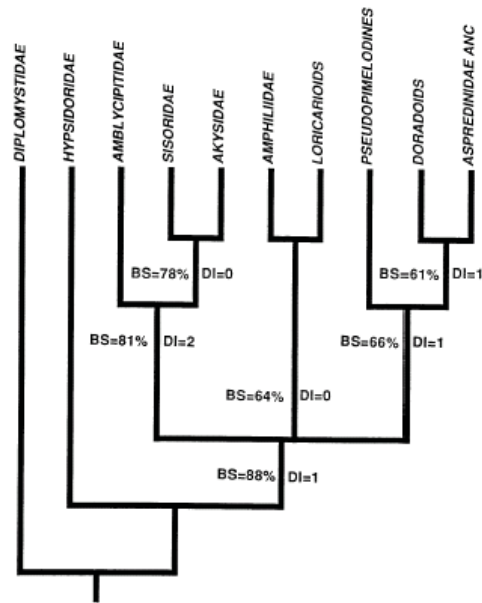 DIPLOMYSTIDAE
HYPSIDORIDAE
AMBLYCIPITIDAE
SISORIDAE
AKYSIDAE
AMPHILIIDAE
LORICARIOIDS
PSEUDOPIMELODINES
DORADOIDS
ASPREDINIDAE ANC
BS=78% DI=0
BS=61% DI=1
BS=81% DI=2
BS=66% DI=1
BS=64% DI=0
BS=88% DI=1